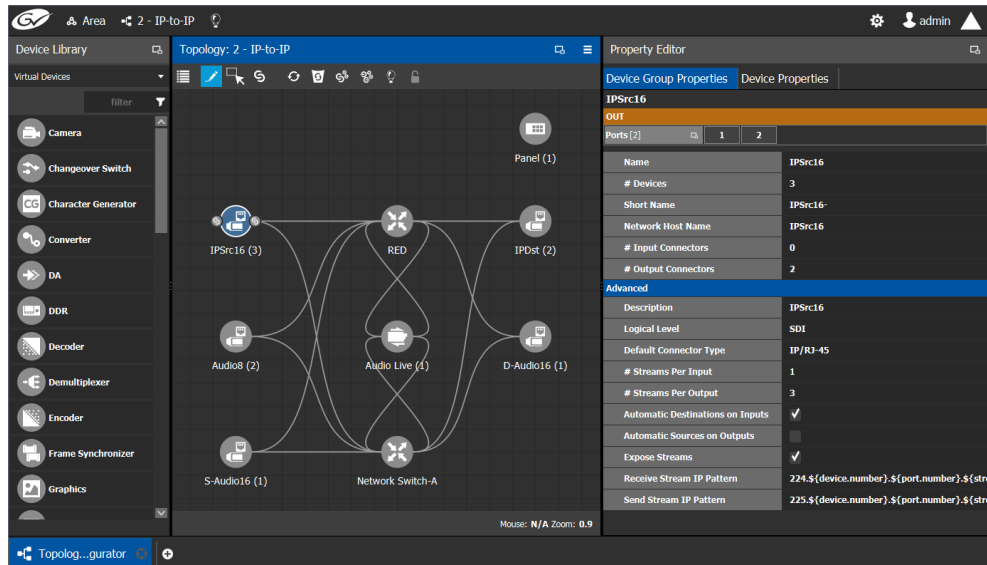 GV Area 2 - IP-to-IP admin
Device Library
Topology: 2 - IP-to-IP
Property Editor
Virtual Devices
filter
Camera
Changeover Switch
CG Character Generator
Converter
DA
DDR
Decoder
Demultiplexer
Encoder
Frame Synchronizer
Graphics
Panel (1)
IPSrc16 (3)
RED
IPDst (2)
Audio8 (2)
Audio Live (1)
D-Audio16 (1)
S-Audio16 (1)
Network Switch-A
Mouse: N/A Zoom: 0.9
Device Group Properties Device Properties
IPSrc16
OUT
Ports [2] 1 2
Name IPSrc16
# Devices 3
Short Name IPSrc16-
Network Host Name IPSrc16
# Input Connectors 0
# Output Connectors 2
Advanced
Description IPSrc16
Logical Level SDI
Default Connector Type IP/RJ-45
# Streams Per Input 1
# Streams Per Output 3
Automatic Destinations on Inputs
Automatic Sources on Outputs
Expose Streams
Receive Stream IP Pattern 224.${device.number}.${port.number}.${stre
Send Stream IP Pattern 225.${device.number}.${port.number}.${stre
Topolog...gurator